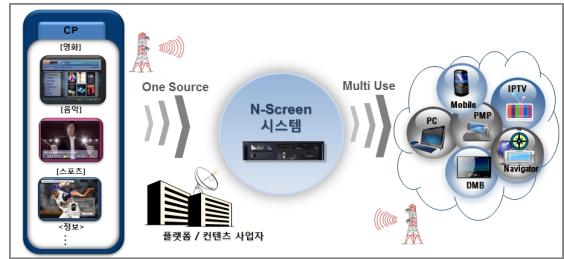 CP
[영화]
[음악]
[스포츠]
<정보>
One Source
플랫폼 / 컨텐츠 사업자
N-Screen
시스템
Multi Use
Mobile
IPTV
PC
PMP
Navigator
DMB